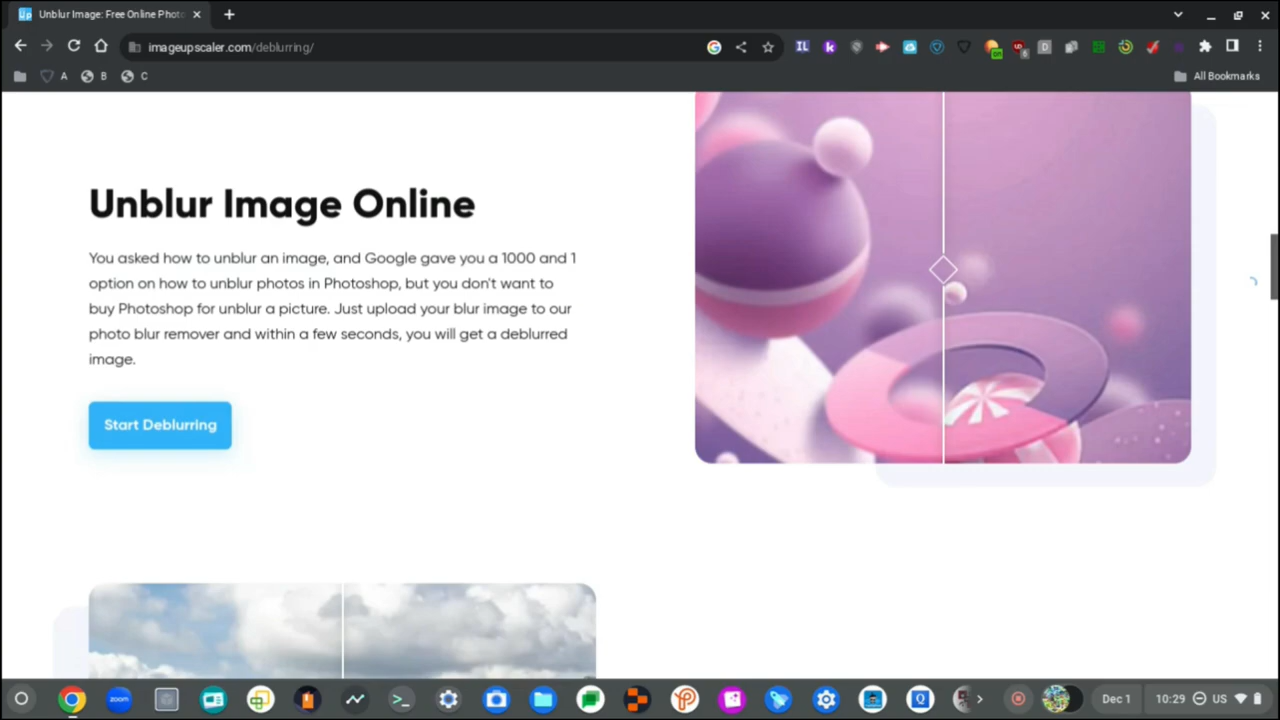 Unblur Image: Free Online Photo
imageupscaler.com/deblurring/
A
B
C
All Bookmarks
Unblur Image Online
You asked how to unblur an image, and Google gave you a 1000 and 1
option on how to unblur photos in Photoshop, but you don't want to
buy Photoshop for unblur a picture. Just upload your blur image to our
photo blur remover and within a few seconds, you will get a deblurred
image.
Start Deblurring
zoom
Dec 1
10:29
US